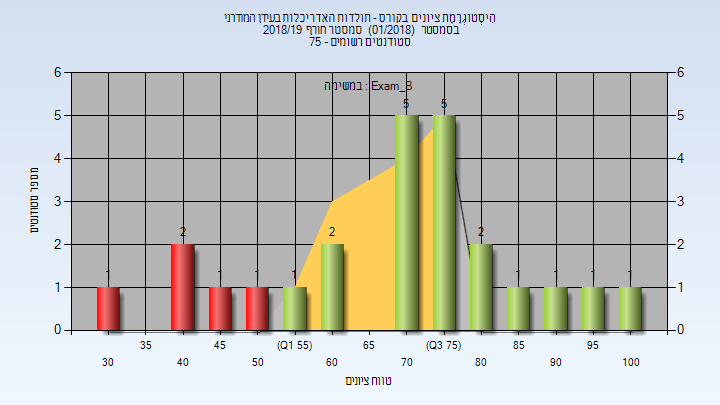 היסטוגרמת ציונים בקורס - תולדות האדריכלות בעידן המודרני
בסמסטר (01/2018) סמסטר חורף 2018/19
סטודנטים רשומים - 75
במשימה : Exam_B
מספר סטודנטים
6 6
5 5
4 4
3 3
2 2
1 1
0 0
1 2 1 1 1 2 5 5 2 1 1 1 1
35 45 (Q1 55) 65 (Q3 75) 85 95
30 40 50 60 70 80 90 100
טווח ציונים